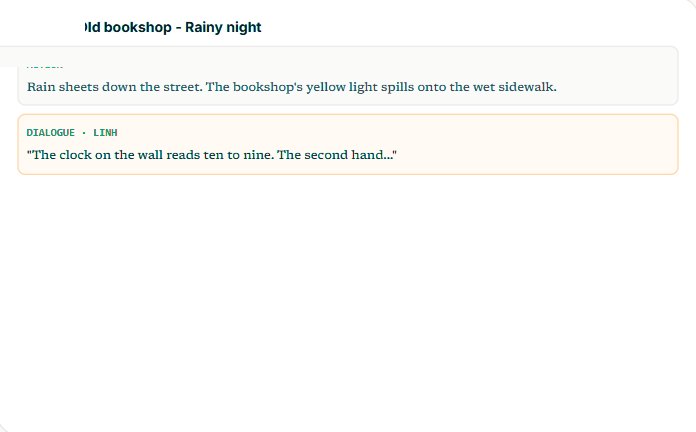 bookshop - Rainy night
Rain sheets down the street. The bookshop's yellow light spills onto the wet sidewalk.
DIALOGUE · LINH
"The clock on the wall reads ten to nine. The second hand..."